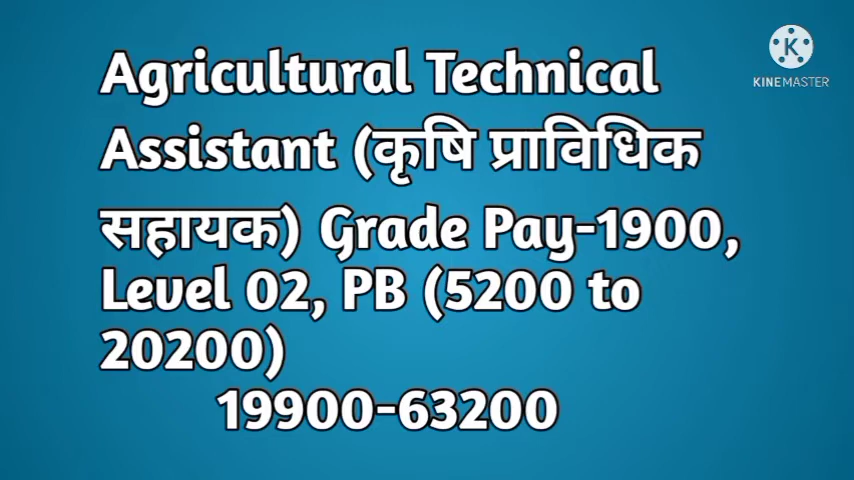 K
KINEMASTER
Agricultural Technical
Assistant (कृषि प्राविधिक
सहायक) Grade Pay-1900,
Level 02, PB (5200 to
20200)
19900-63200